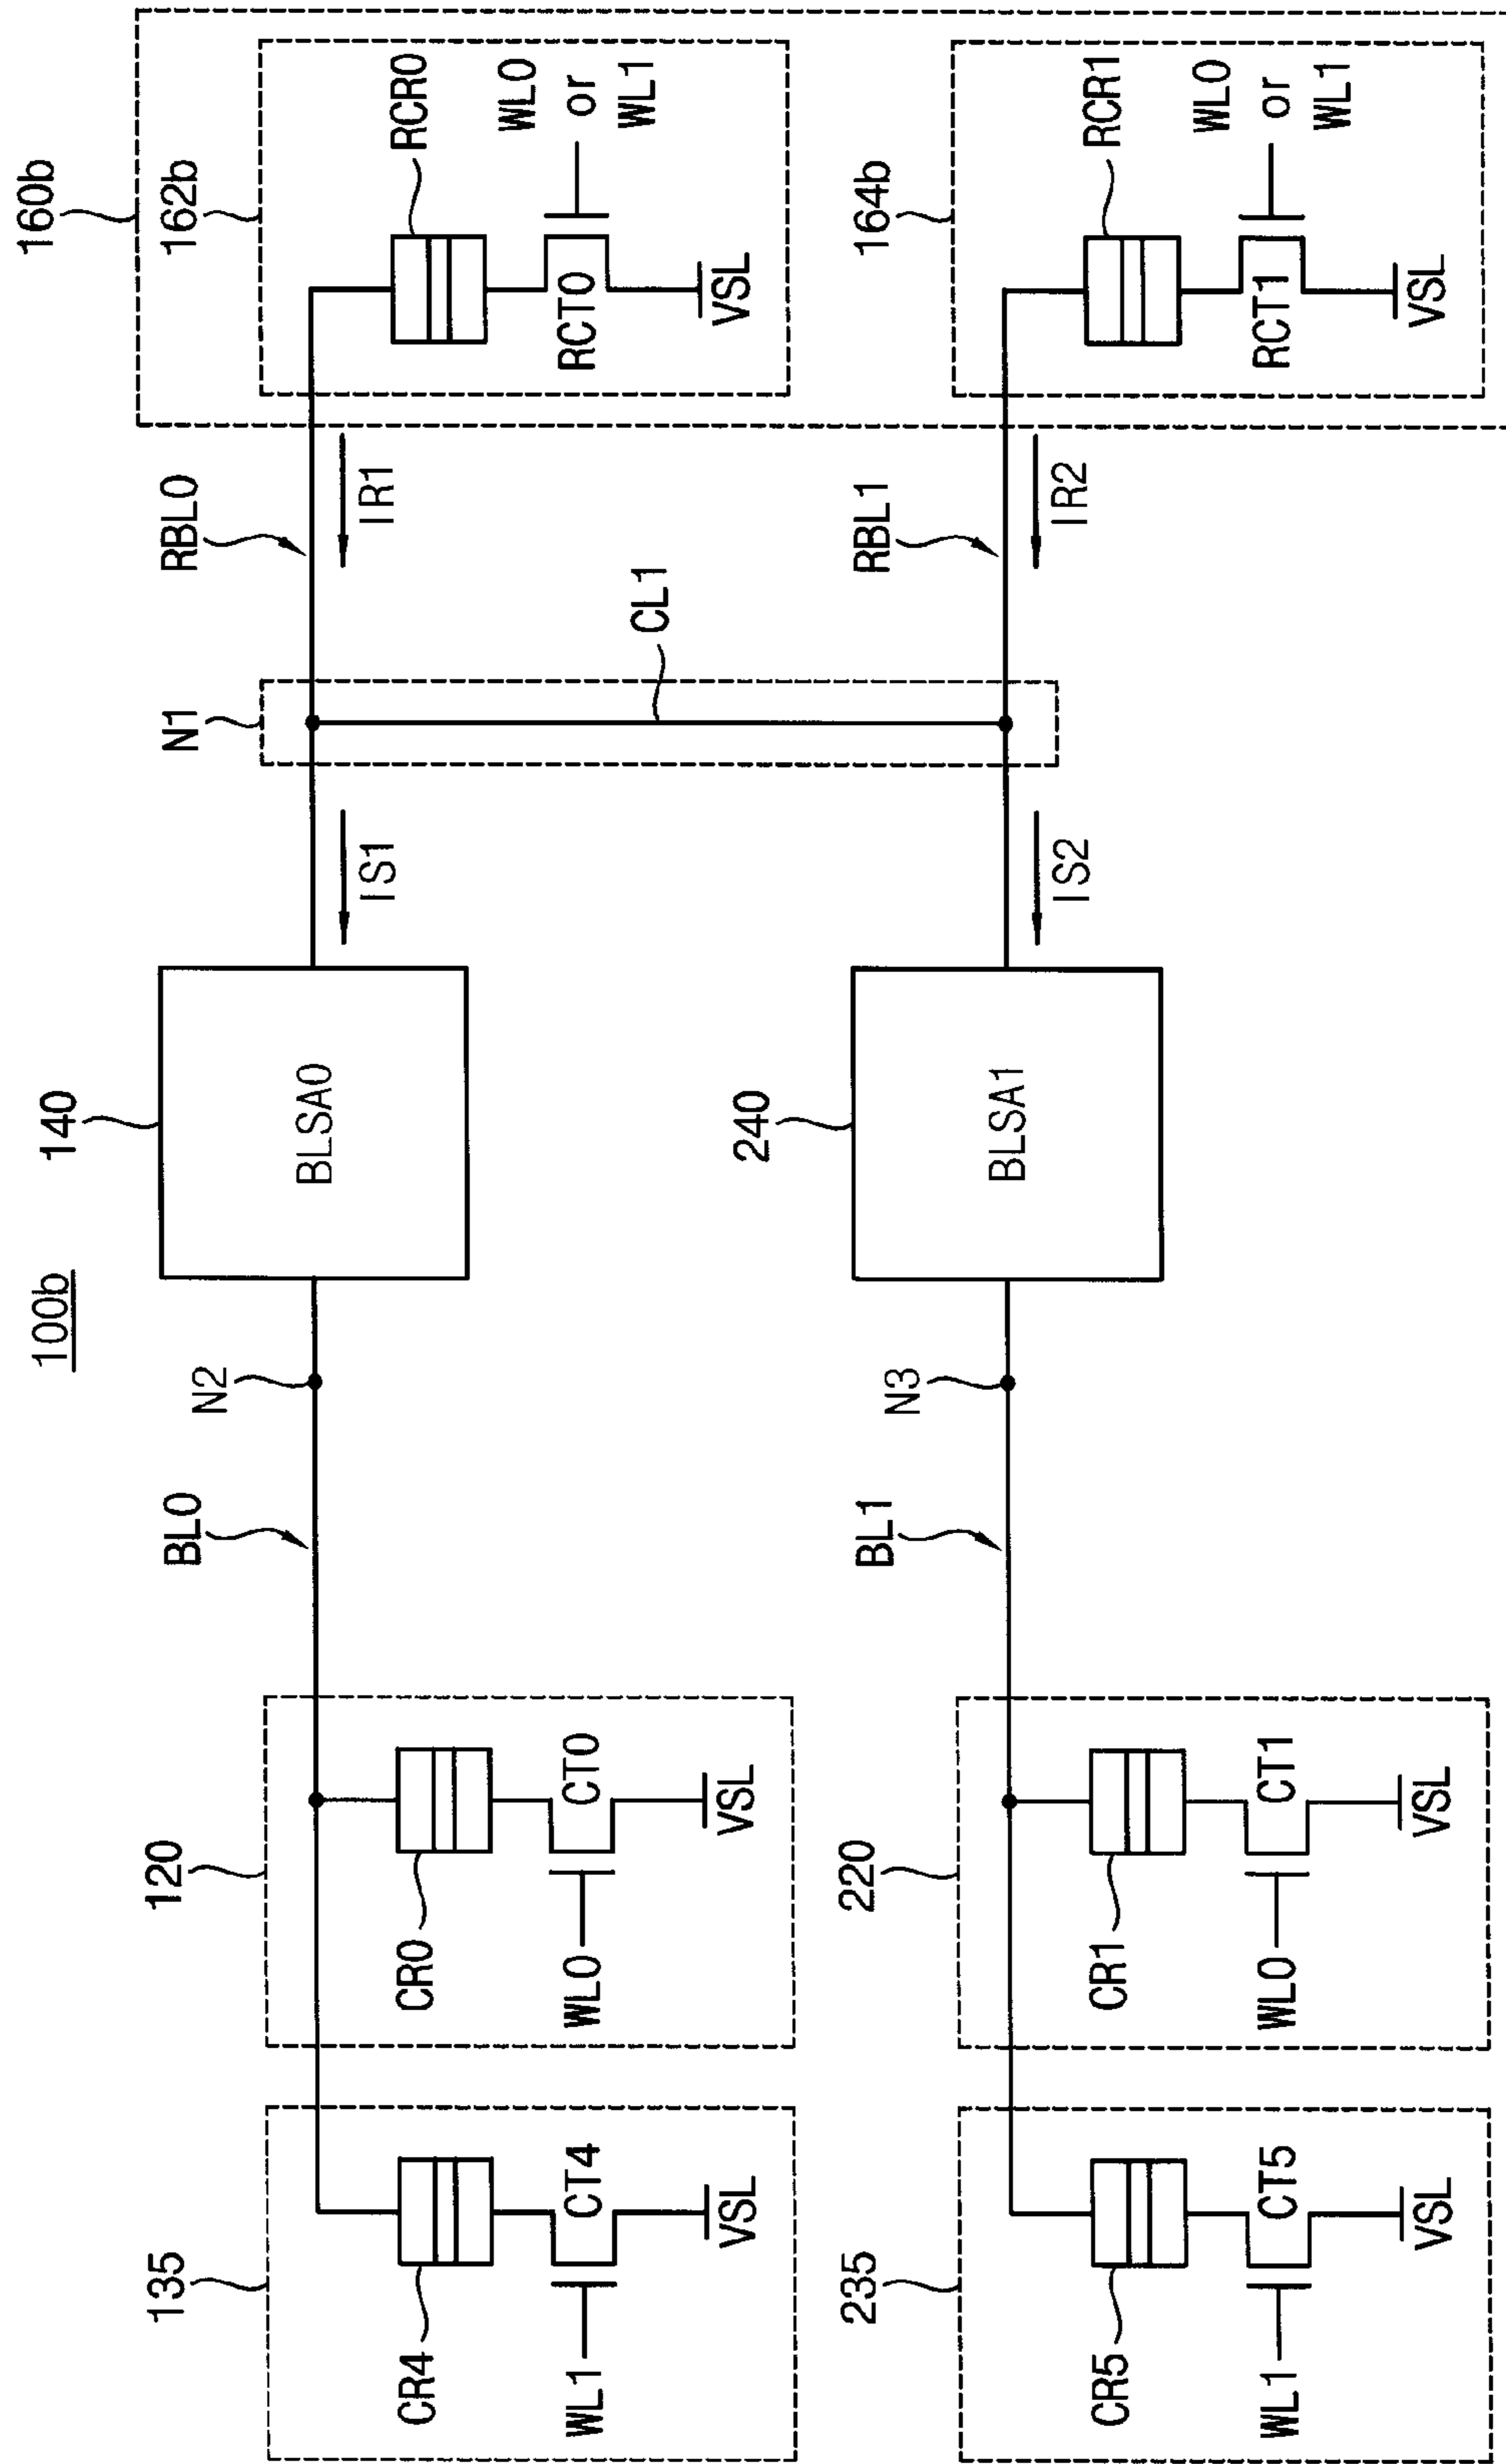 100b
135
120
BL0
N2
140
N1
RBL0
160b
162b
BLSA0
IS1
IR1
CL1
CR4
WL1
CT4
VSL
CR0
WL0
CT0
VSL
RCR0
RCT0
WL0
or
WL1
VSL
235
220
BL1
N3
240
RBL1
164b
BLSA1
IS2
IR2
CR5
WL1
CT5
VSL
CR1
WL0
CT1
VSL
RCR1
RCT1
WL0
or
WL1
VSL